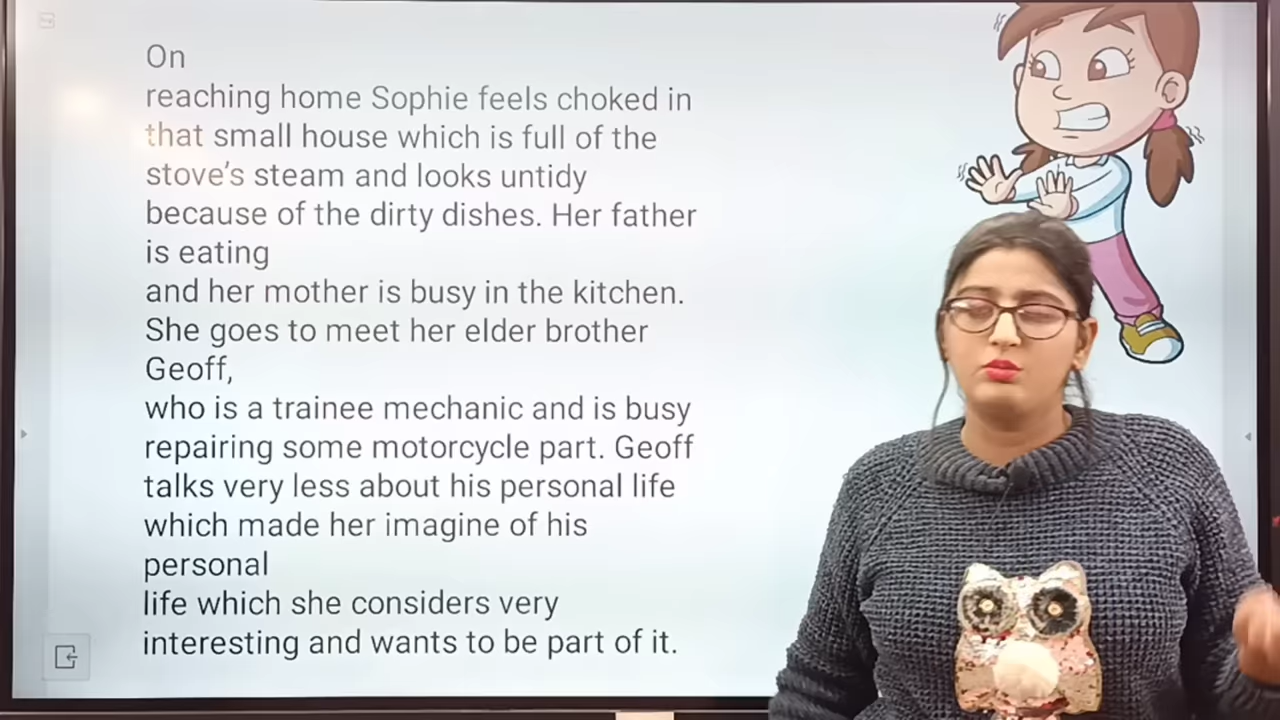 On
reaching home Sophie feels choked in
that small house which is full of the
stove's steam and looks untidy
because of the dirty dishes. Her father
is eating
and her mother is busy in the kitchen.
She goes to meet her elder brother
Geoff,
who is a trainee mechanic and is busy
repairing some motorcycle part. Geoff
talks very less about his personal life
which made her imagine of his
personal
life which she considers very
interesting and wants to be part of it.